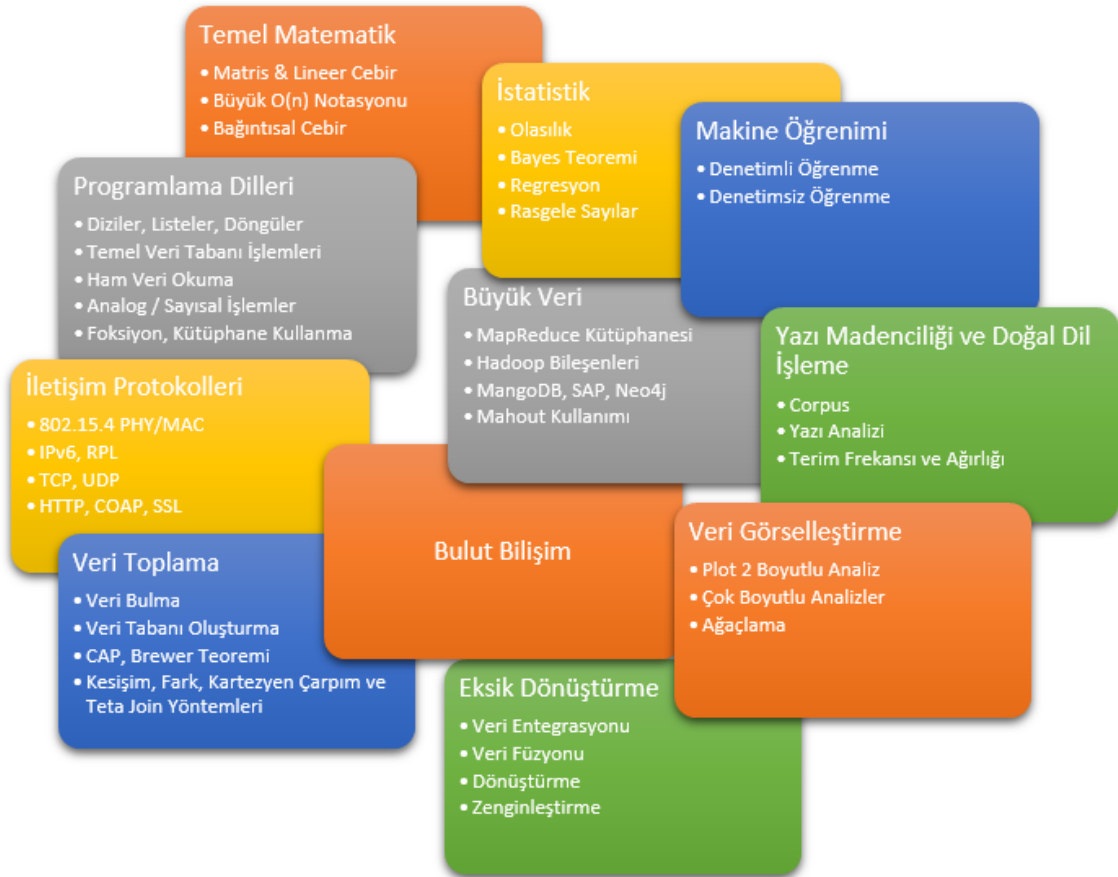 Temel Matematik
• Matris & Lineer Cebir
• Büyük O(n) Notasyonu
• Bağıntısal Cebir
İstatistik
• Olasılık
• Bayes Teoremi
• Regresyon
• Rasgele Sayılar
Makine Öğrenimi
• Denetimli Öğrenme
• Denetimsiz Öğrenme
Programlama Dilleri
• Diziler, Listeler, Döngüler
• Temel Veri Tabanı İşlemleri
• Ham Veri Okuma
• Analog / Sayısal İşlemler
• Foksiyon, Kütüphane Kullanma
Büyük Veri
• MapReduce Kütüphanesi
• Hadoop Bileşenleri
• MangoDB, SAP, Neo4j
• Mahout Kullanımı
Yazı Madenciliği ve Doğal Dil
İşleme
• Corpus
• Yazı Analizi
• Terim Frekansı ve Ağırlığı
İletişim Protokolleri
• 802.15.4 PHY/MAC
• IPv6, RPL
• TCP, UDP
• HTTP, COAP, SSL
Bulut Bilişim
Veri Görselleştirme
• Plot 2 Boyutlu Analiz
• Çok Boyutlu Analizler
• Ağaçlama
Veri Toplama
• Veri Bulma
• Veri Tabanı Oluşturma
• CAP, Brewer Teoremi
• Kesişim, Fark, Kartezyen Çarpım ve
Teta Join Yöntemleri
Eksik Dönüştürme
• Veri Entegrasyonu
• Veri Füzyonu
• Dönüştürme
• Zenginleştirme